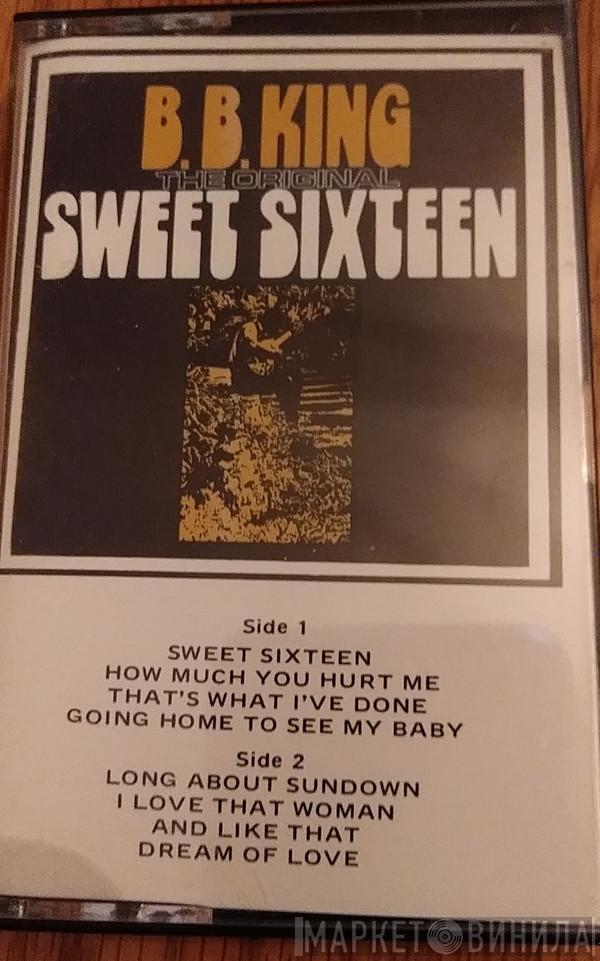 B. B. KING
THE ORIGINAL
SWEET SIXTEEN
Side 1
SWEET SIXTEEN
HOW MUCH YOU HURT ME
THAT'S WHAT I'VE DONE
GOING HOME TO SEE MY BABY
Side 2
LONG ABOUT SUNDOWN
I LOVE THAT WOMAN
AND LIKE THAT
DREAM OF LOVE
МАРКЕТ ВИНИЛА